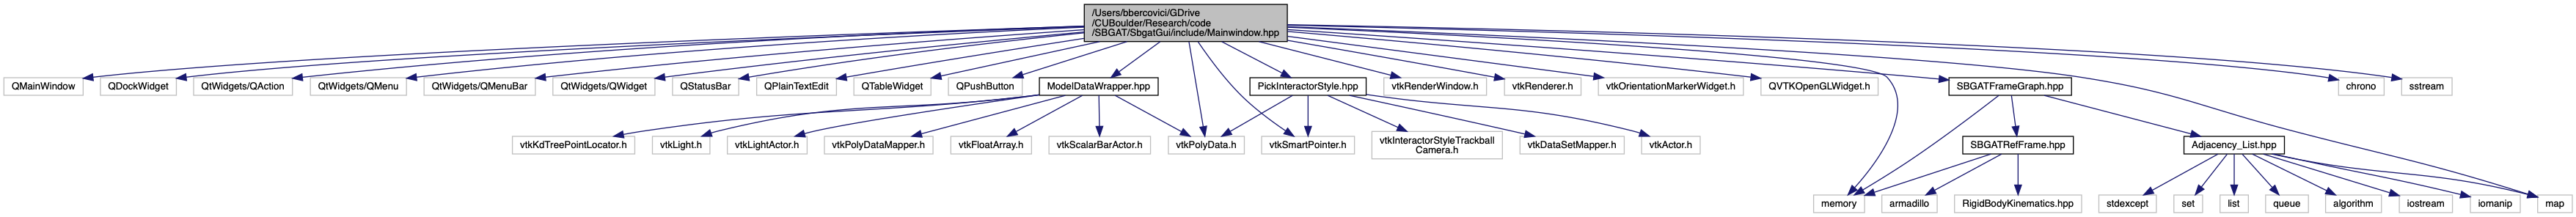 /Users/bbercovici/GDrive
/CUBoulder/Research/code
/SBGAT/SbgatGui/include/Mainwindow.hpp
QMainWindow
QDockWidget
QtWidgets/QAction
QtWidgets/QMenu
QtWidgets/QMenuBar
QtWidgets/QWidget
QStatusBar
QPlainTextEdit
QTableWidget
QPushButton
ModelDataWrapper.hpp
PickInteractorStyle.hpp
vtkRenderWindow.h
vtkRenderer.h
vtkOrientationMarkerWidget.h
QVTKOpenGLWidget.h
SBGATFrameGraph.hpp
chrono
sstream
vtkKdTreePointLocator.h
vtkLight.h
vtkLightActor.h
vtkPolyDataMapper.h
vtkFloatArray.h
vtkScalarBarActor.h
vtkPolyData.h
vtkSmartPointer.h
vtkInteractorStyleTrackball
Camera.h
vtkDataSetMapper.h
vtkActor.h
SBGATRefFrame.hpp
Adjacency_List.hpp
memory
armadillo
RigidBodyKinematics.hpp
stdexcept
set
list
queue
algorithm
iostream
iomanip
map